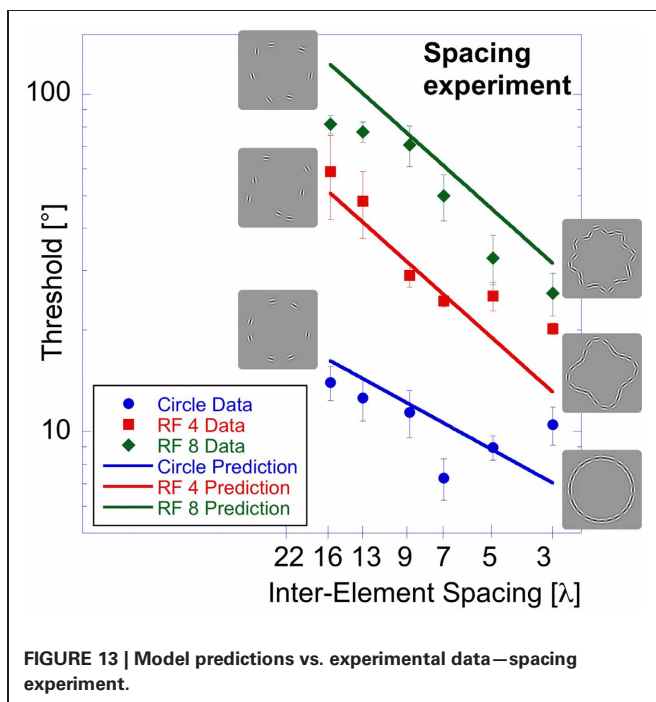 Spacing
experiment
100
10
Threshold [°]
Circle Data
RF 4 Data
RF 8 Data
Circle Prediction
RF 4 Prediction
RF 8 Prediction
22 16 13 9 7 5 3
Inter-Element Spacing [λ]
FIGURE 13 | Model predictions vs. experimental data—spacing
experiment.